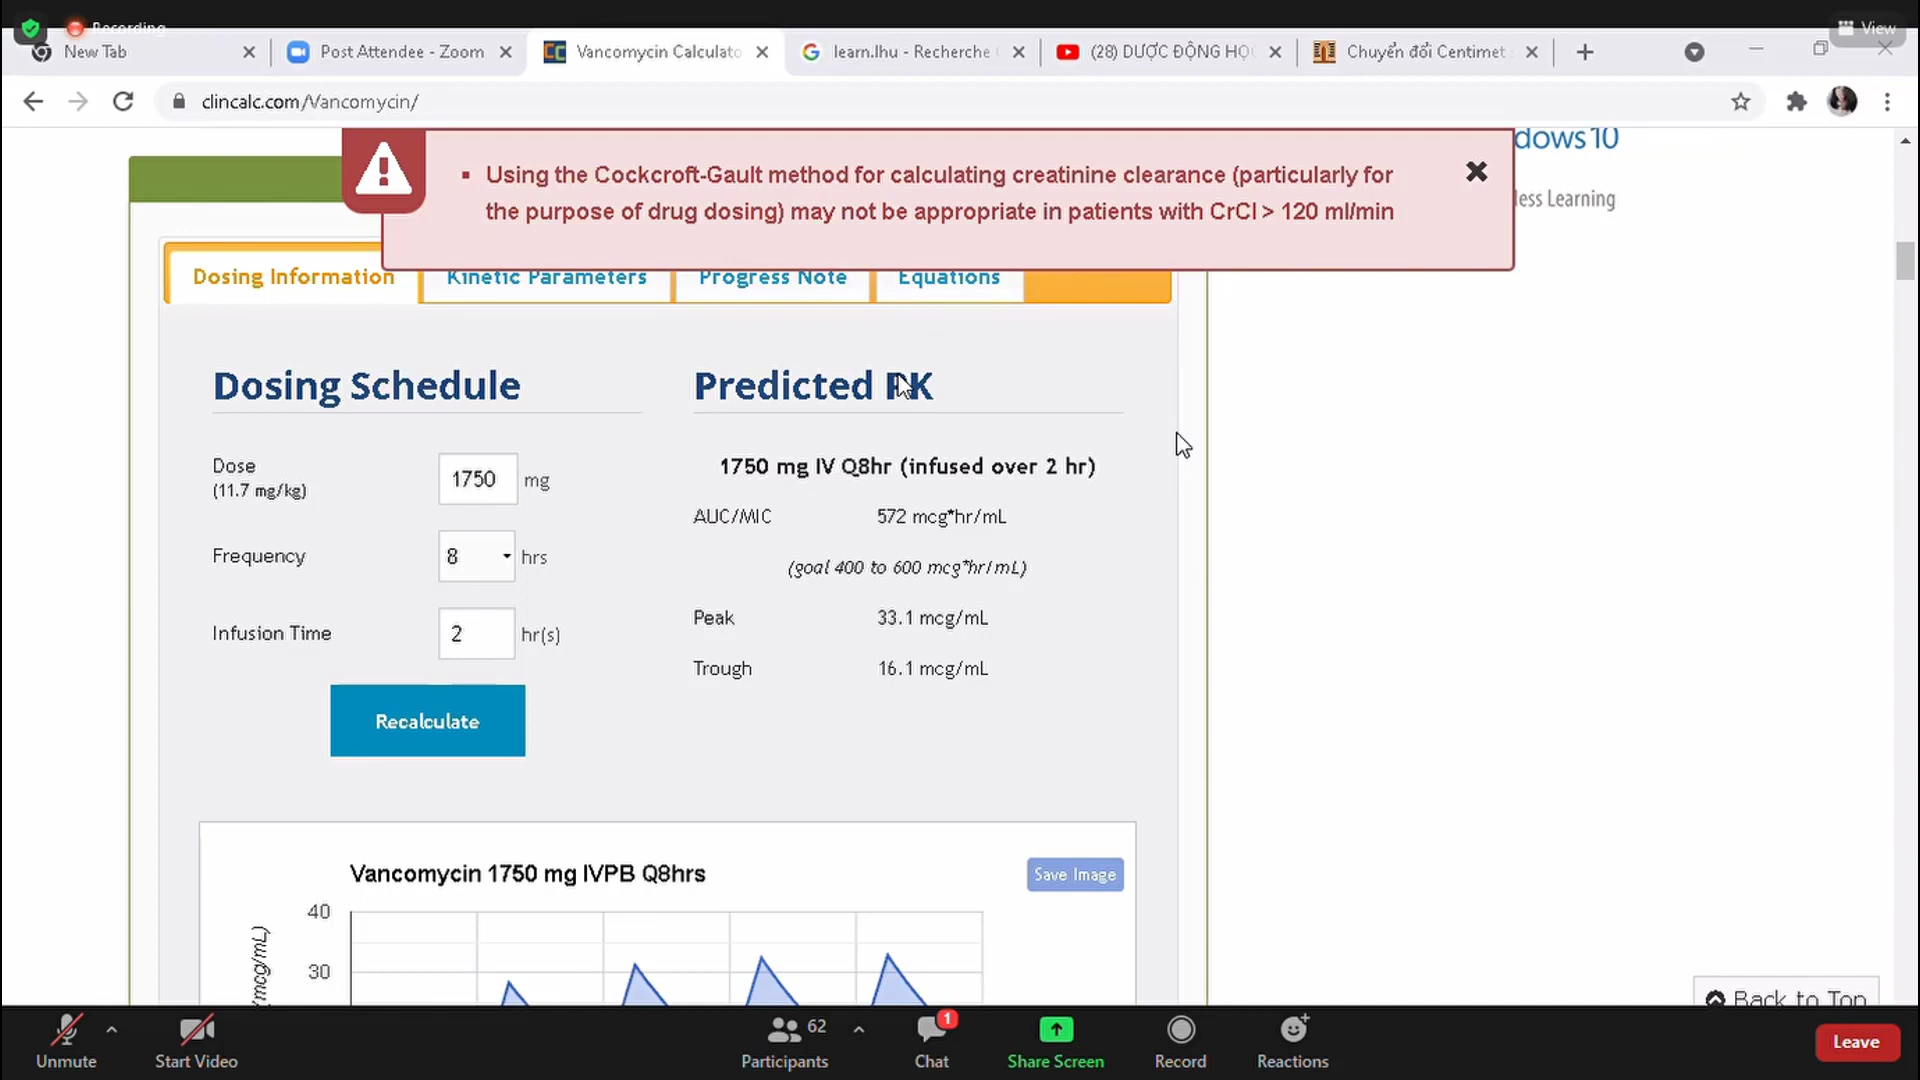 Recording
View
New Tab
Post Attendee - Zoom
Vancomycin Calculato
learn.lhu - Recherche
(28) DƯỢC ĐỘNG HỌC
Chuyển đổi Centimet
clincalc.com/Vancomycin/
dows 10
less Learning
Using the Cockcroft-Gault method for calculating creatinine clearance (particularly for
the purpose of drug dosing) may not be appropriate in patients with CrCl > 120 ml/min
Dosing Information
Kinetic Parameters
Progress Note
Equations
Dosing Schedule
Predicted PK
Dose
(11.7 mg/kg)
1750 mg
Frequency
8 hrs
Infusion Time
2 hr(s)
Recalculate
1750 mg IV Q8hr (infused over 2 hr)
AUC/MIC 572 mcg*hr/mL
(goal 400 to 600 mcg*hr/mL)
Peak 33.1 mcg/mL
Trough 16.1 mcg/mL
Vancomycin 1750 mg IVPB Q8hrs
Save Image
40
30
(mcg/mL)
Back to Top
Unmute
Start Video
62
Participants
1
Chat
Share Screen
Record
Reactions
Leave